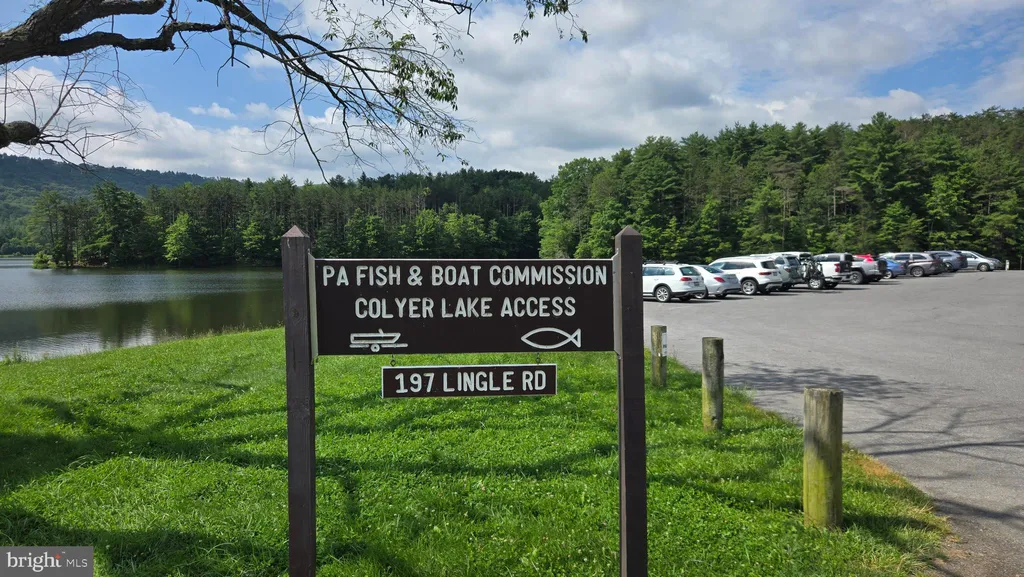 PA FISH & BOAT COMMISSION
COLYER LAKE ACCESS
197 LINGLE RD
bright MLS